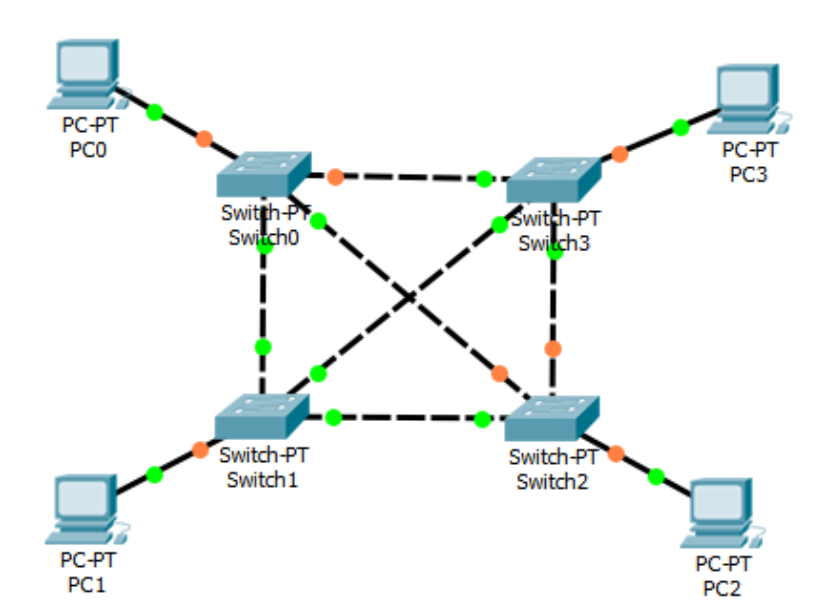 PC-PT
PC0
PC-PT
PC3
Switch-PT
Switch0
Switch-PT
Switch3
Switch-PT
Switch1
Switch-PT
Switch2
PC-PT
PC1
PC-PT
PC2